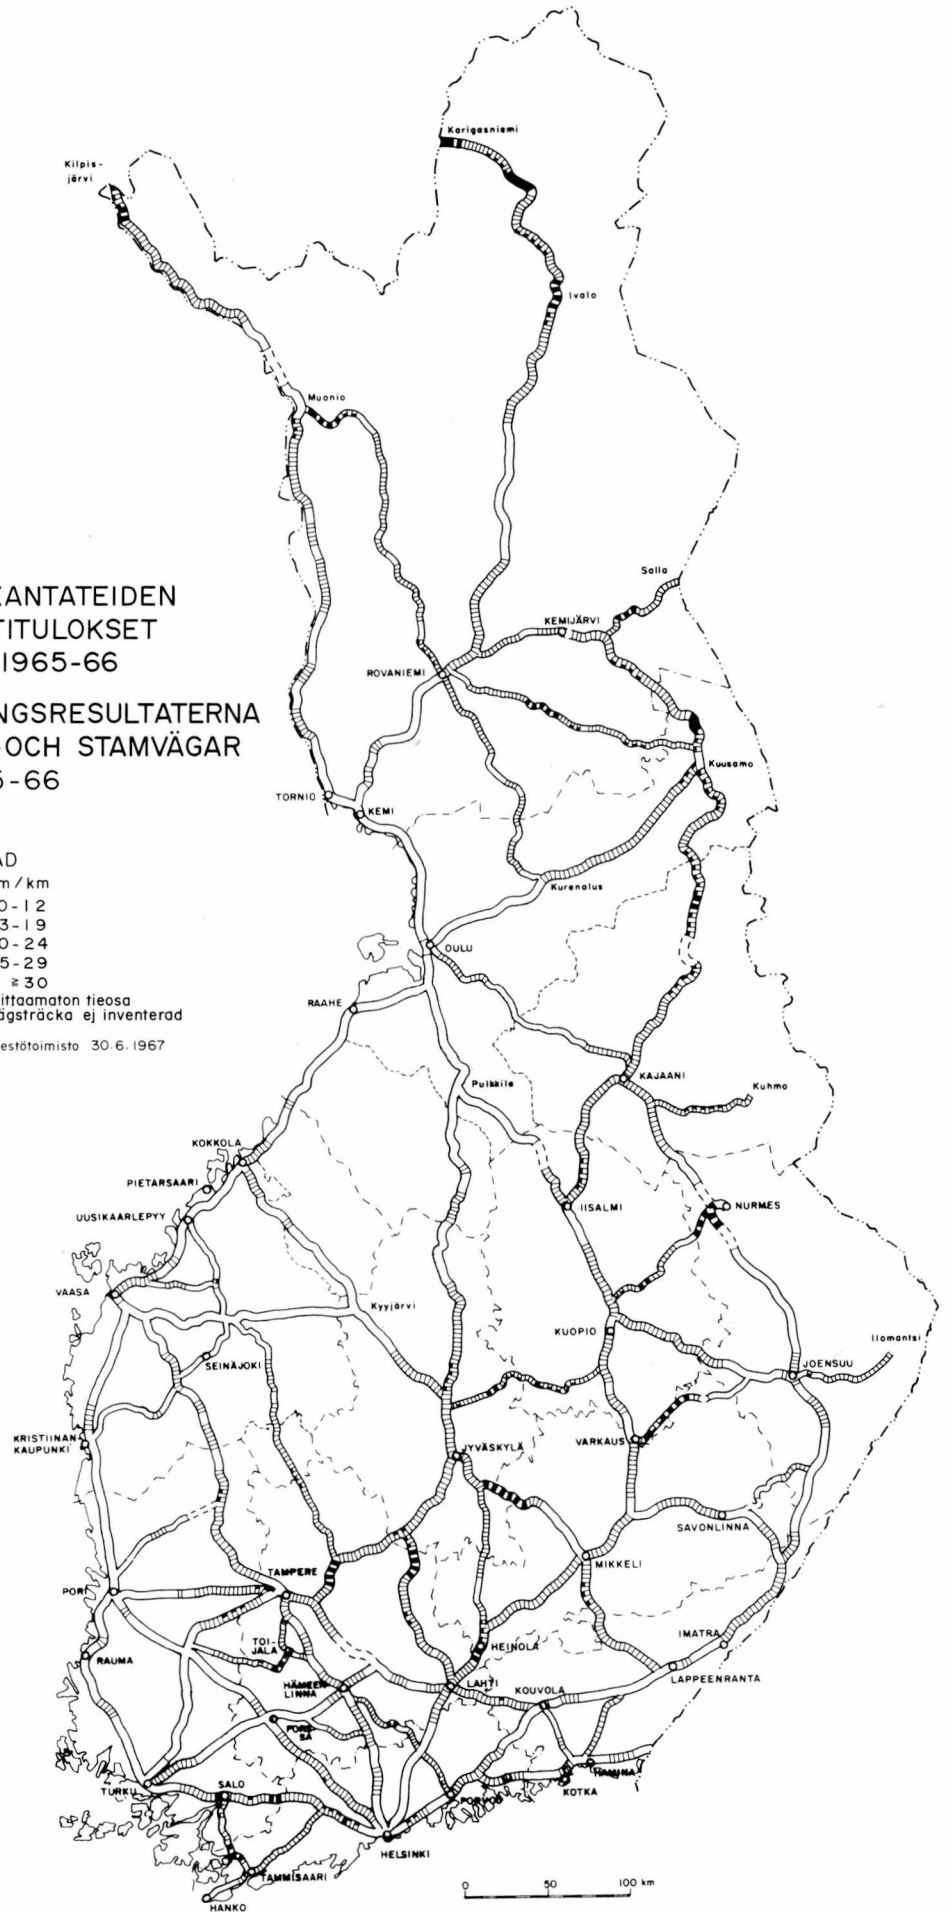 Karigasniemi
Kilpis-
järvi
Ivalo
Muonio
Salla
KEMIJÄRVI
ROVANIEMI
Kuusamo
TORNIO
KEMI
Kurenalus
OULU
RAAHE
Pulkkila
KAJAANI
Kuhmo
KOKKOLA
PIETARSAARI
UUSIKAARLEPYY
IISALMI
NURMES
VAASA
Kyyjärvi
KUOPIO
Ilomantsi
SEINÄJOKI
JOENSUU
KRISTIINAN
KAUPUNKI
JYVÄSKYLÄ
VARKAUS
SAVONLINNA
MIKKELI
TAMPERE
PORI
TOI-
JALA
HEINOLA
IMATRA
RAUMA
HÄMEEN
LINNA
LAHTI
KOUVOLA
LAPPEENRANTA
FORS-
SA
HAMINA
TURKU
SALO
PORVOO
KOTKA
HELSINKI
TAMMISAARI
HANKO
0 50 100 km
KANTATEIDEN
TITULOKSET
1965-66
NGSRESULTATERNA
-OCH STAMVÄGAR
5-66
AD
m/km
0-12
3-19
0-24
5-29
≥30
ittaamaton tieosa
ägsträcka ej inventerad
estötoimisto 30.6.1967